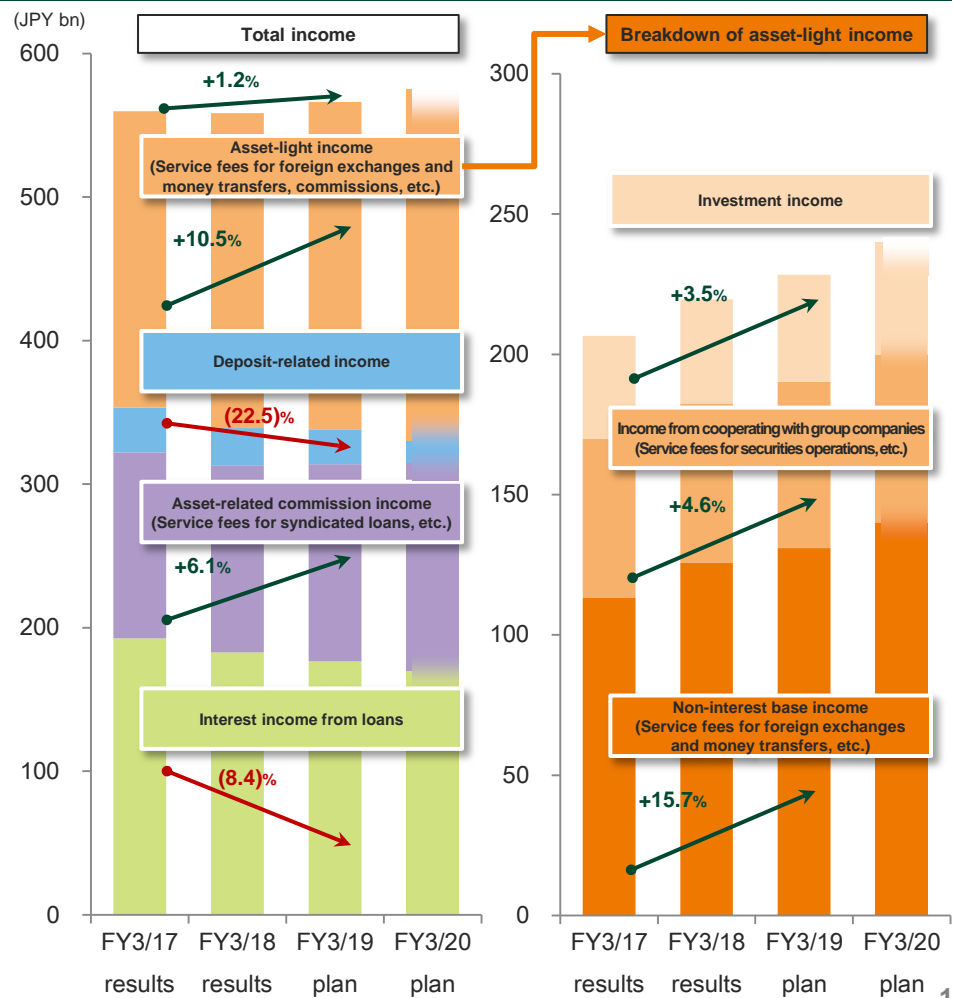 (JPY bn)
Total income
600
500
400
300
200
100
0
+1.2%
Asset-light income
(Service fees for foreign exchanges and
money transfers, commissions, etc.)
+10.5%
Deposit-related income
(22.5)%
Asset-related commission income
(Service fees for syndicated loans, etc.)
+6.1%
Interest income from loans
(8.4)%
FY3/17 results
FY3/18 results
FY3/19 plan
FY3/20 plan
Breakdown of asset-light income
300
250
200
150
100
50
0
Investment income
+3.5%
Income from cooperating with group companies
(Service fees for securities operations, etc.)
+4.6%
Non-interest base income
(Service fees for foreign exchanges
and money transfers, etc.)
+15.7%
FY3/17 results
FY3/18 results
FY3/19 plan
FY3/20 plan